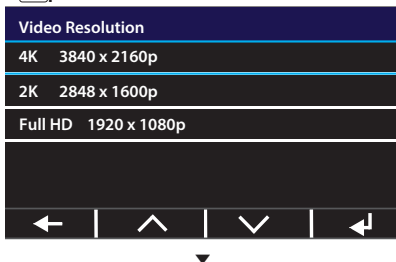 Video Resolution
4K 3840 x 2160p
2K 2848 x 1600p
Full HD 1920 x 1080p